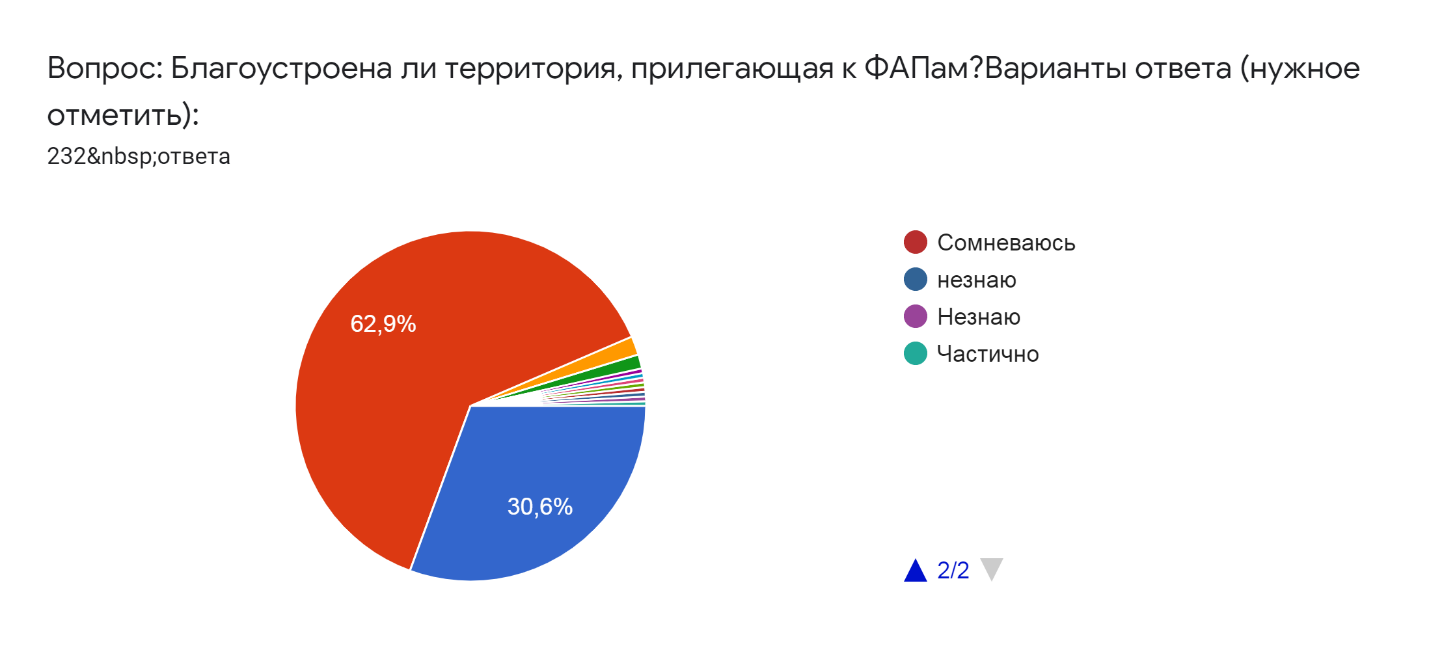 Вопрос: Благоустроена ли территория, прилегающая к ФАПам?Варианты ответа (нужное
отметить):
232&nbsp;ответа
62,9%
30,6%
Сомневаюсь
незнаю
Незнаю
Частично
2/2